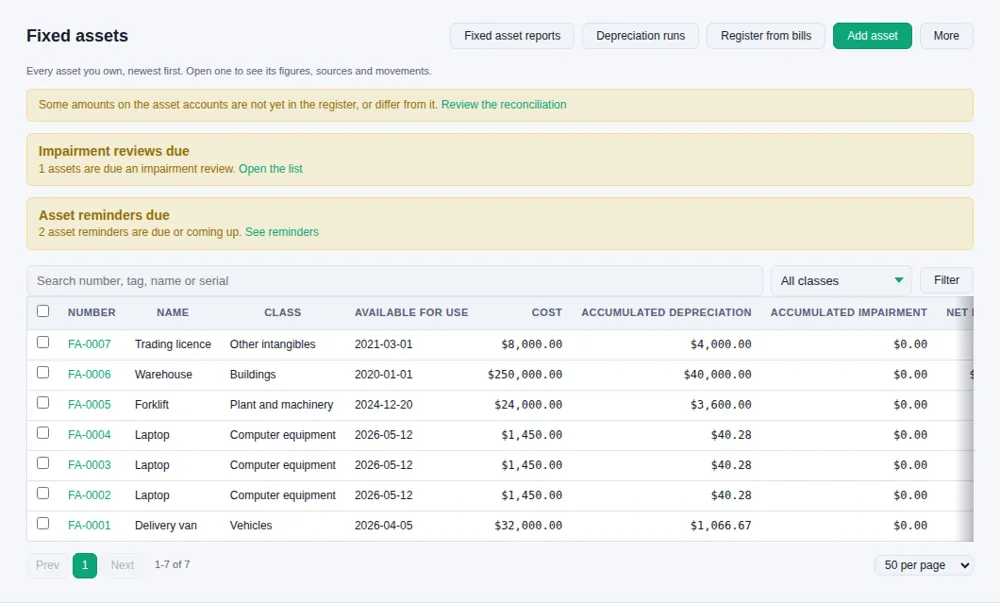 Fixed assets
Fixed asset reports
Depreciation runs
Register from bills
Add asset
More
Every asset you own, newest first. Open one to see its figures, sources and movements.
Some amounts on the asset accounts are not yet in the register, or differ from it. Review the reconciliation
Impairment reviews due
1 assets are due an impairment review. Open the list
Asset reminders due
2 asset reminders are due or coming up. See reminders
Search number, tag, name or serial
All classes
Filter
NUMBER NAME CLASS AVAILABLE FOR USE COST ACCUMULATED DEPRECIATION ACCUMULATED IMPAIRMENT NET
FA-0007 Trading licence Other intangibles 2021-03-01 $8,000.00 $4,000.00 $0.00
FA-0006 Warehouse Buildings 2020-01-01 $250,000.00 $40,000.00 $0.00 $
FA-0005 Forklift Plant and machinery 2024-12-20 $24,000.00 $3,600.00 $0.00
FA-0004 Laptop Computer equipment 2026-05-12 $1,450.00 $40.28 $0.00
FA-0003 Laptop Computer equipment 2026-05-12 $1,450.00 $40.28 $0.00
FA-0002 Laptop Computer equipment 2026-05-12 $1,450.00 $40.28 $0.00
FA-0001 Delivery van Vehicles 2026-04-05 $32,000.00 $1,066.67 $0.00
Prev 1 Next 1-7 of 7
50 per page